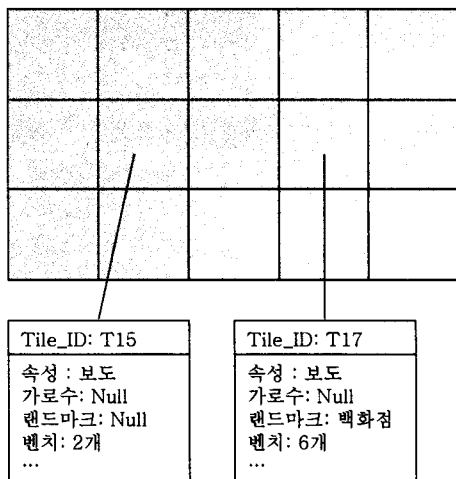 Tile_ID: T15
속성 : 보도
가로수: Null
랜드마크: Null
벤치: 2개
...
Tile_ID: T17
속성 : 보도
가로수: Null
랜드마크: 백화점
벤치: 6개
...